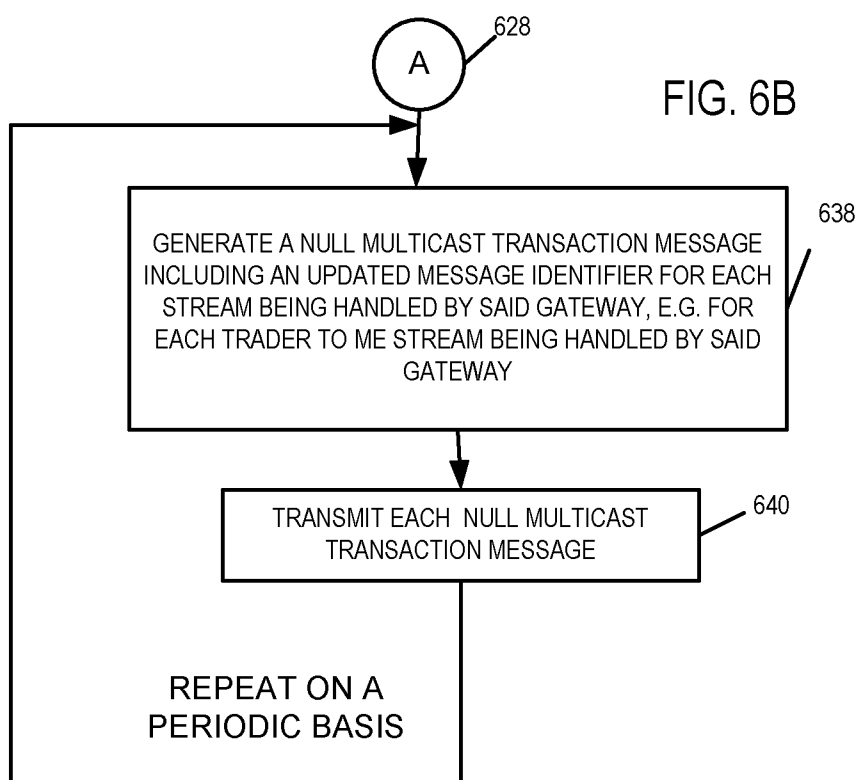 A
628
FIG. 6B
638
GENERATE A NULL MULTICAST TRANSACTION MESSAGE
INCLUDING AN UPDATED MESSAGE IDENTIFIER FOR EACH
STREAM BEING HANDLED BY SAID GATEWAY, E.G. FOR
EACH TRADER TO ME STREAM BEING HANDLED BY SAID
GATEWAY
640
TRANSMIT EACH NULL MULTICAST
TRANSACTION MESSAGE
REPEAT ON A
PERIODIC BASIS